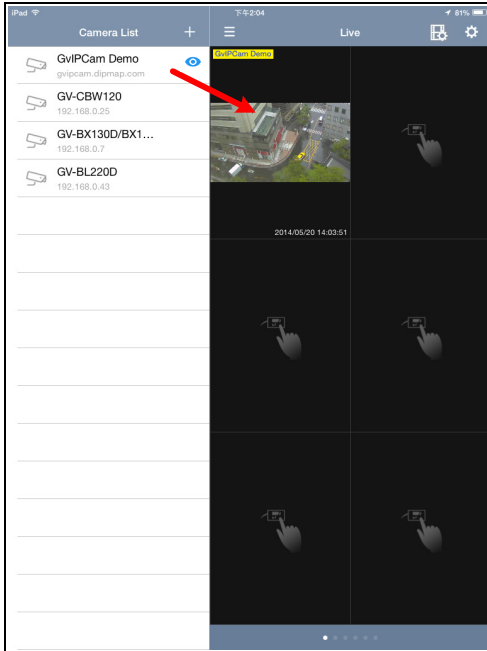 iPad
下午2:04
81%
Camera List
+
Live
GvIPCam Demo
gvipcam.dipmap.com
GV-CBW120
192.168.0.25
GV-BX130D/BX1...
192.168.0.7
GV-BL220D
192.168.0.43
GvIPCam Demo
2014/05/20 14:03:51